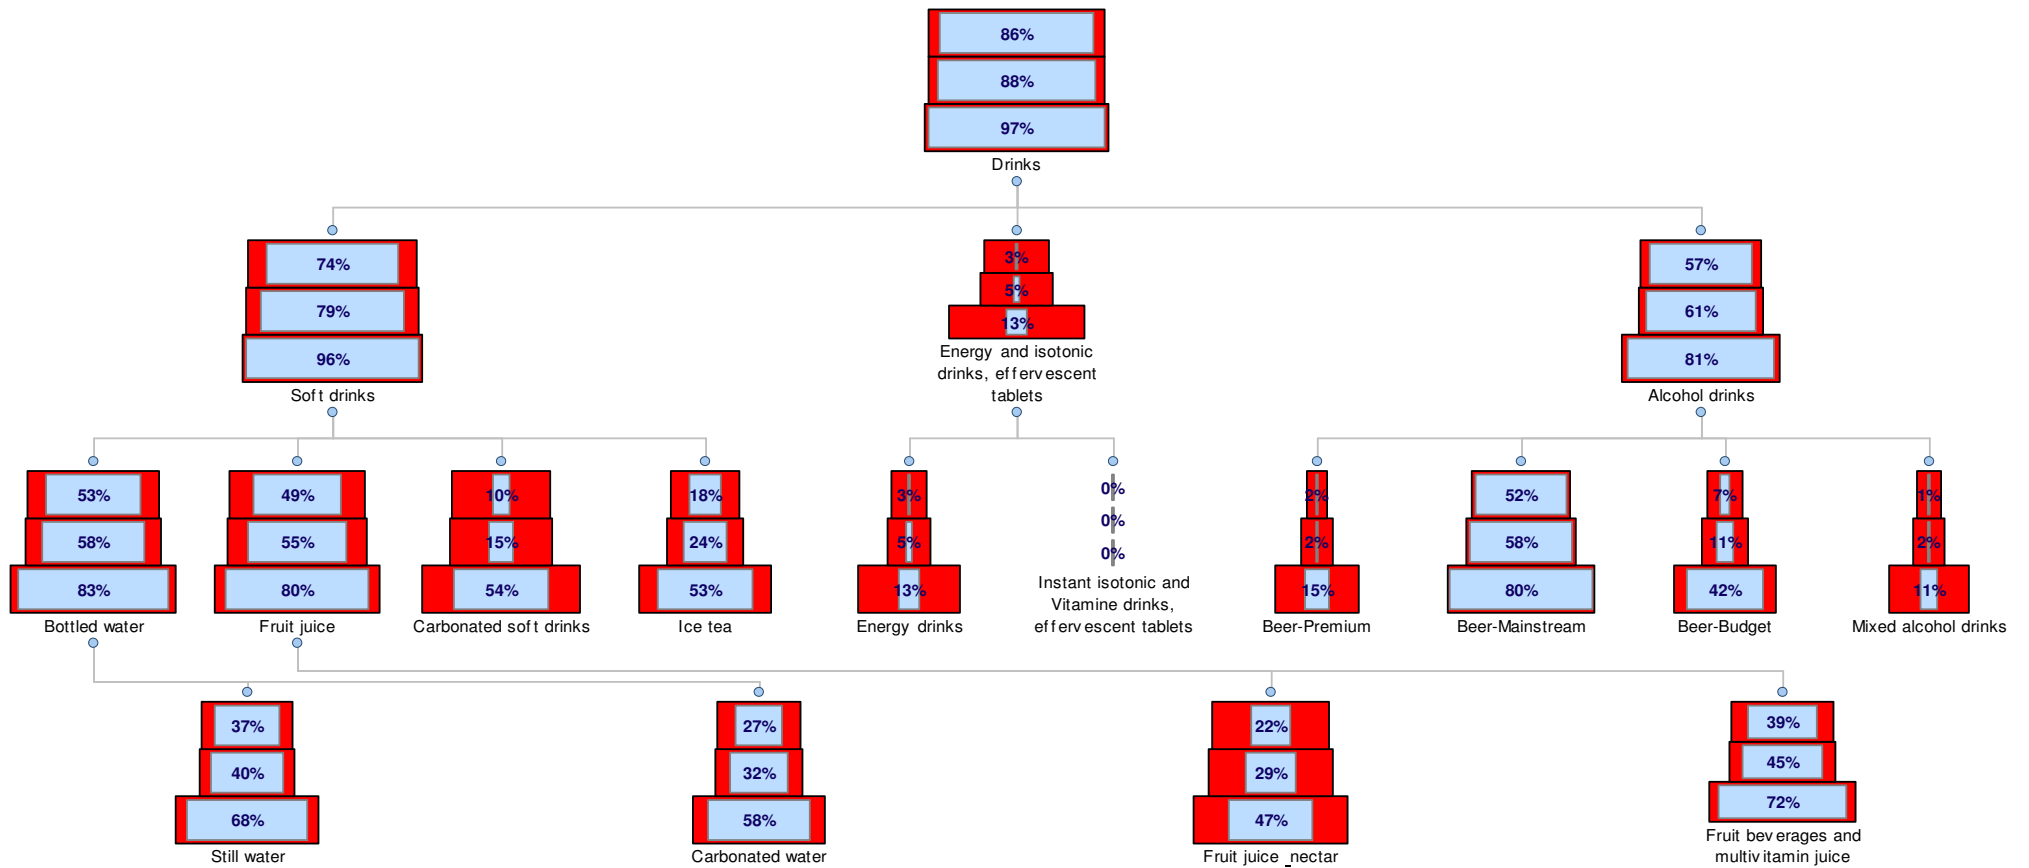 86%
88%
97%
Drinks
74%
79%
96%
Soft drinks
3%
5%
13%
Energy and isotonic
drinks, effervescent
tablets
57%
61%
81%
Alcohol drinks
53%
58%
83%
Bottled water
49%
55%
80%
Fruit juice
10%
15%
54%
Carbonated soft drinks
18%
24%
53%
Ice tea
3%
5%
13%
Energy drinks
0%
0%
0%
Instant isotonic and
Vitamine drinks,
effervescent tablets
2%
2%
15%
Beer-Premium
52%
58%
80%
Beer-Mainstream
7%
11%
42%
Beer-Budget
1%
2%
11%
Mixed alcohol drinks
37%
40%
68%
Still water
27%
32%
58%
Carbonated water
22%
29%
47%
Fruit juice _nectar
39%
45%
72%
Fruit beverages and
multivitamin juice